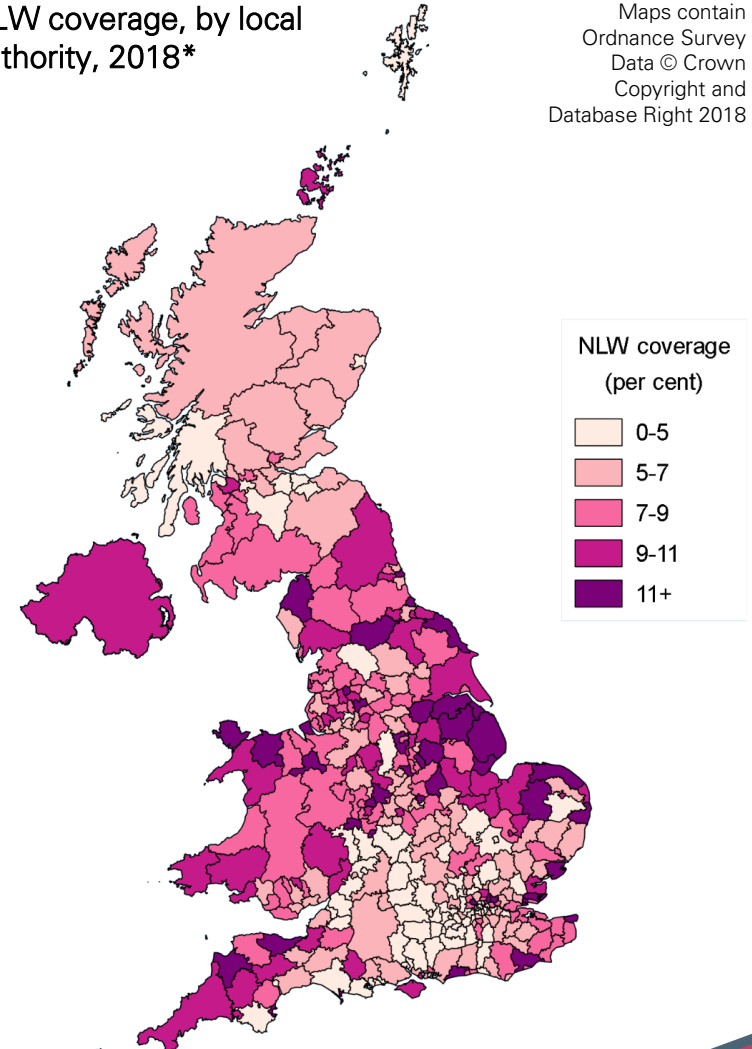 LW coverage, by local
thority, 2018*
Maps contain
Ordnance Survey
Data © Crown
Copyright and
Database Right 2018
NLW coverage
(per cent)
0-5
5-7
7-9
9-11
11+